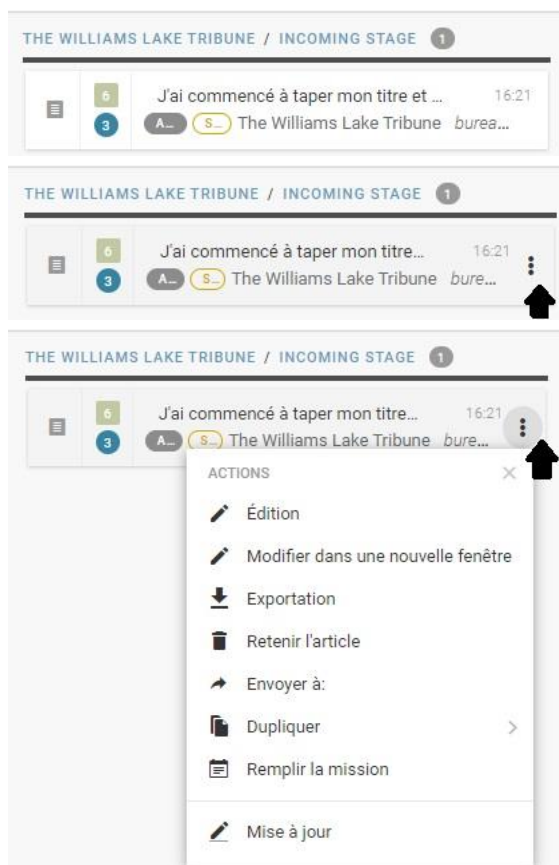 THE WILLIAMS LAKE TRIBUNE / INCOMING STAGE 1
6 J'ai commencé à taper mon titre et ... 16:21
3 A... S... The Williams Lake Tribune burea...
THE WILLIAMS LAKE TRIBUNE / INCOMING STAGE 1
6 J'ai commencé à taper mon titre... 16:21
3 A... S... The Williams Lake Tribune bure...
THE WILLIAMS LAKE TRIBUNE / INCOMING STAGE 1
6 J'ai commencé à taper mon titre... 16:21
3 A... S... The Williams Lake Tribune bure...
ACTIONS
Édition
Modifier dans une nouvelle fenêtre
Exportation
Retenir l'article
Envoyer à:
Dupliquer
Remplir la mission
Mise à jour